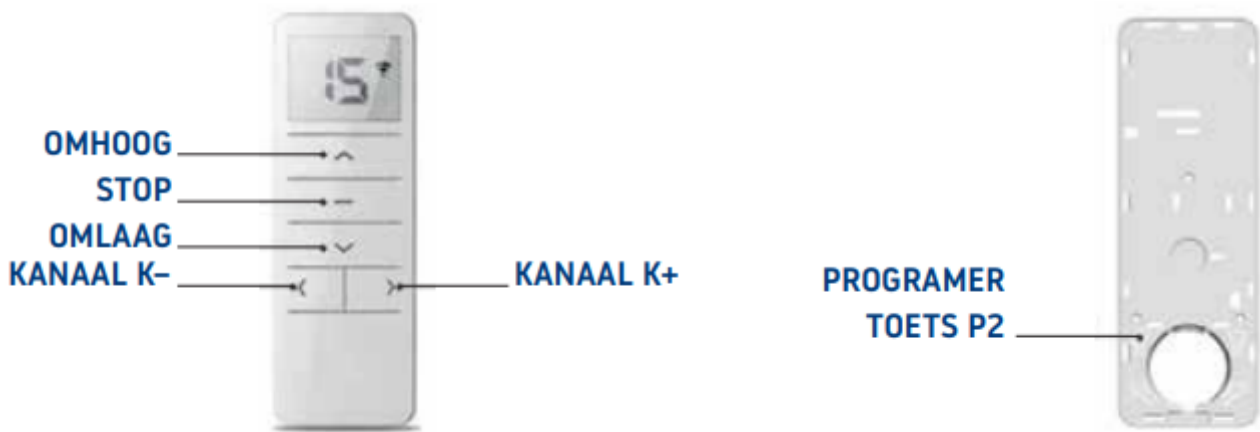 15
OMHOOG
STOP
OMLAAG
KANAAL K–
KANAAL K+
PROGRAMER
TOETS P2